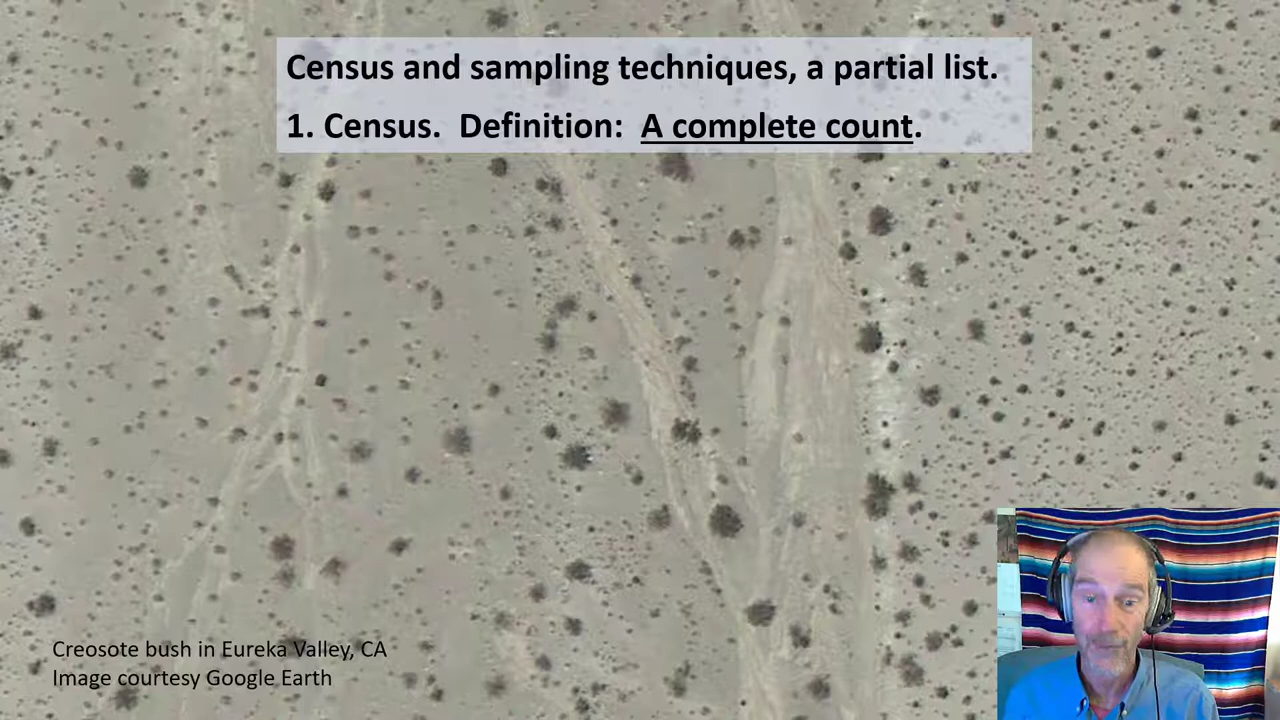 Census and sampling techniques, a partial list.
1. Census.  Definition:  A complete count.
Creosote bush in Eureka Valley, CA
Image courtesy Google Earth